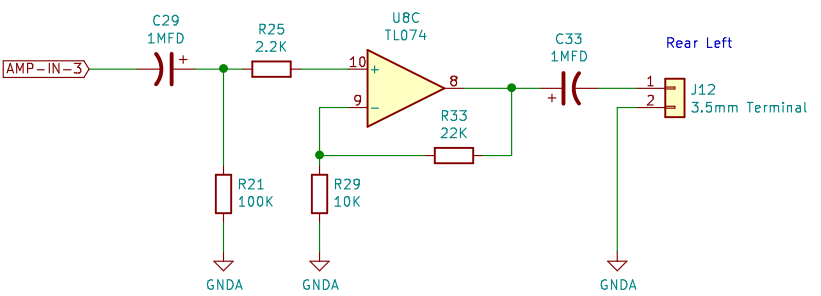 C29
1MFD
AMP-IN-3
+
R25
2.2K
U8C
TL074
10
+
9
-
8
C33
1MFD
+
Rear Left
1
2
J12
3.5mm Terminal
R33
22K
R21
100K
R29
10K
GNDA
GNDA
GNDA